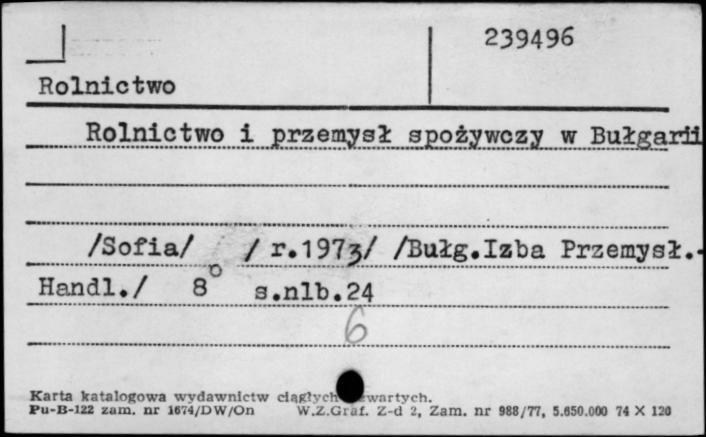 239496
Rolnictwo
Rolnictwo i przemysł spożywczy w Bułgarii
/Sofia/ / r.1973/ /Bułg.Izba Przemysł.-
Handl./ 8° s.nlb.24
6
Karta katalogowa wydawnictw ciągłych wartych.
Pu-B-122 zam. nr 1674/DW/On W.Z.Graf. Z-d 2, Zam. nr 988/77, 5.650.000 74 X 120